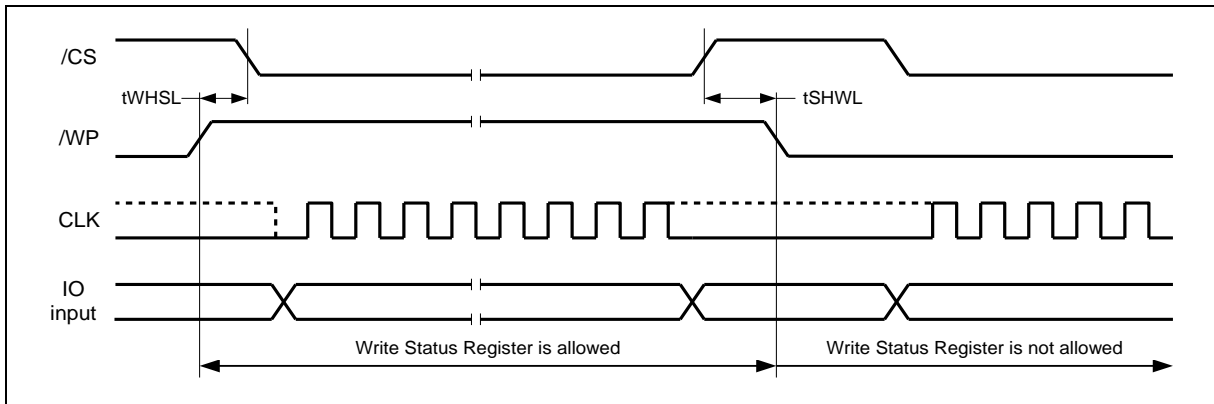 /CS
tWHSL
tSHWL
/WP
CLK
IO
input
Write Status Register is allowed
Write Status Register is not allowed